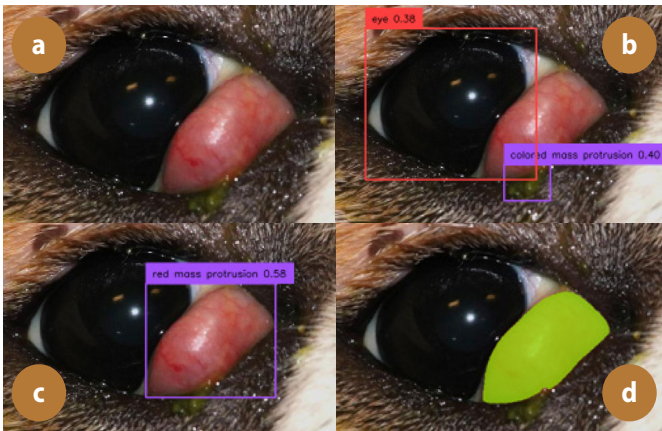 a
eye 0.38
b
colored mass protrusion 0.40
red mass protrusion 0.58
c
d